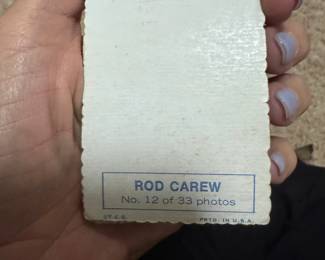 ROD CAREW
No. 12 of 33 photos
©T.C.G. PRTD. IN U.S.A.